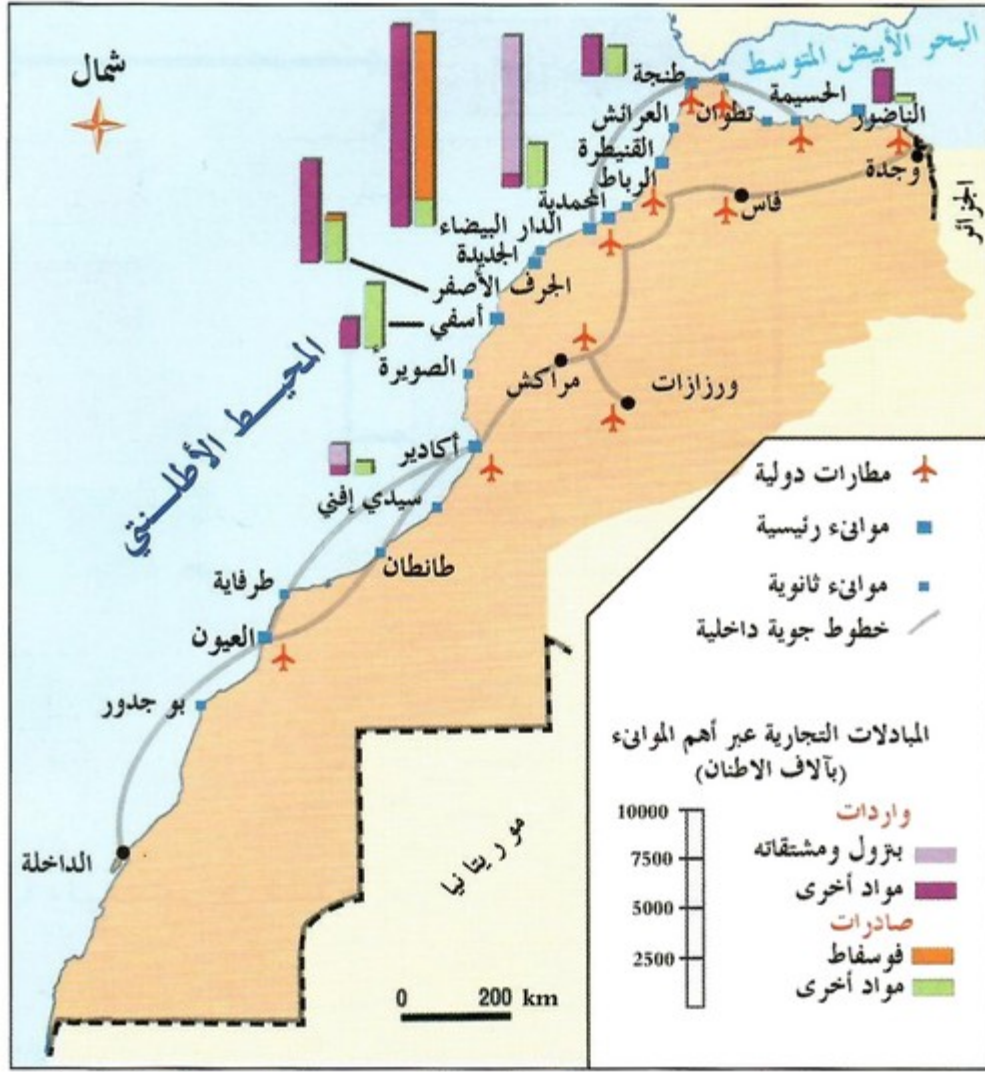 البحر الأبيض المتوسط
شمال
طنجة
الحسيمة
الناضور
تطوان
العرائش
القنيطرة
وجدة
الرباط
المحمدية
فاس
الجزائر
الدار البيضاء
الجديدة
الجرف الأصفر
أسفي
المحيط الأطلنتي
الصويرة
مراكش
ورزازات
أكادير
سيدي إفني
طانطان
طرفاية
العيون
بو جدور
الداخلة
موريتانيا
0 200 km
مطارات دولية
موانئ رئيسية
موانئ ثانوية
خطوط جوية داخلية
المبادلات التجارية عبر أهم الموانئ
(بآلاف الاطنان)
10000
7500
5000
2500
واردات
بنزول ومشتقاته
مواد أخرى
صادرات
فوسفاط
مواد أخرى